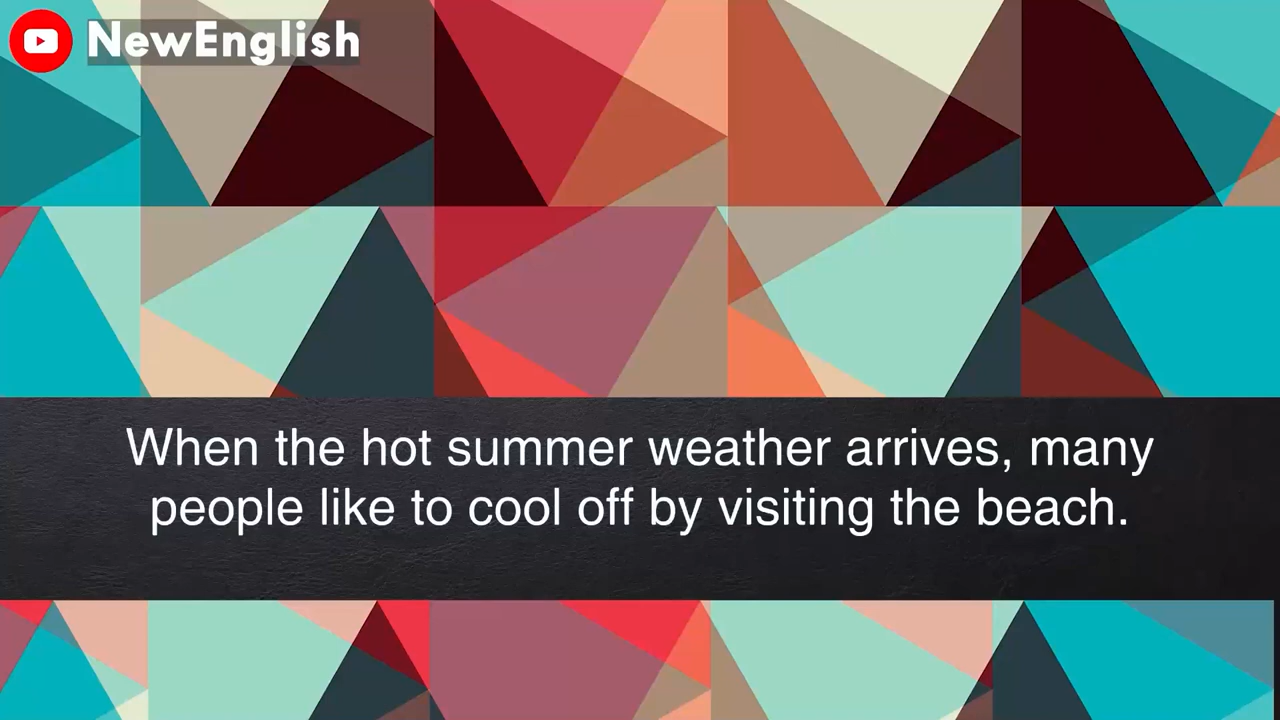 NewEnglish
When the hot summer weather arrives, many
people like to cool off by visiting the beach.